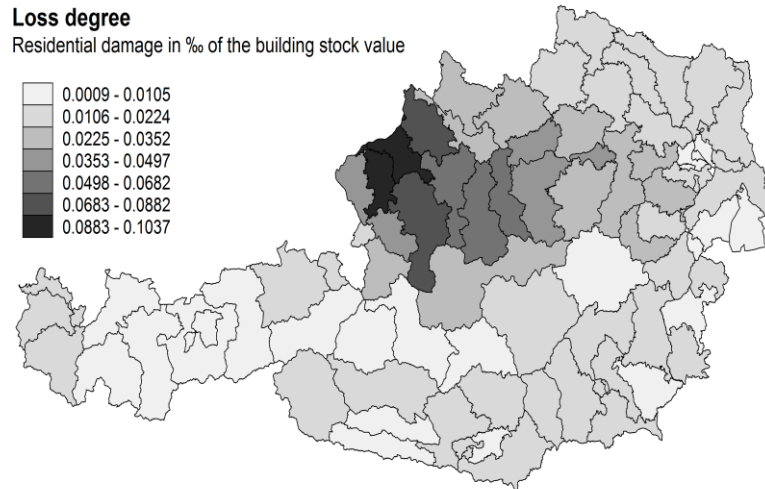 Loss degree
Residential damage in ‰ of the building stock value
0.0009 - 0.0105
0.0106 - 0.0224
0.0225 - 0.0352
0.0353 - 0.0497
0.0498 - 0.0682
0.0683 - 0.0882
0.0883 - 0.1037